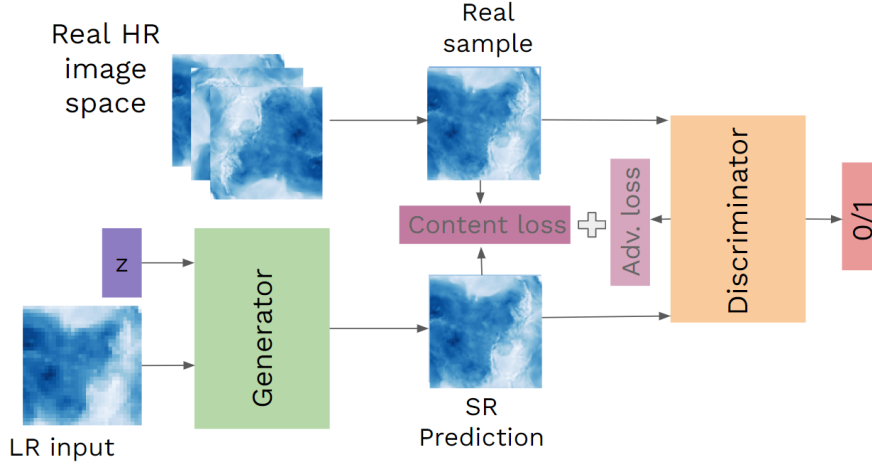 Real HR
image
space
Real
sample
Content loss
Adv. loss
Discriminator
0/1
z
Generator
LR input
SR
Prediction